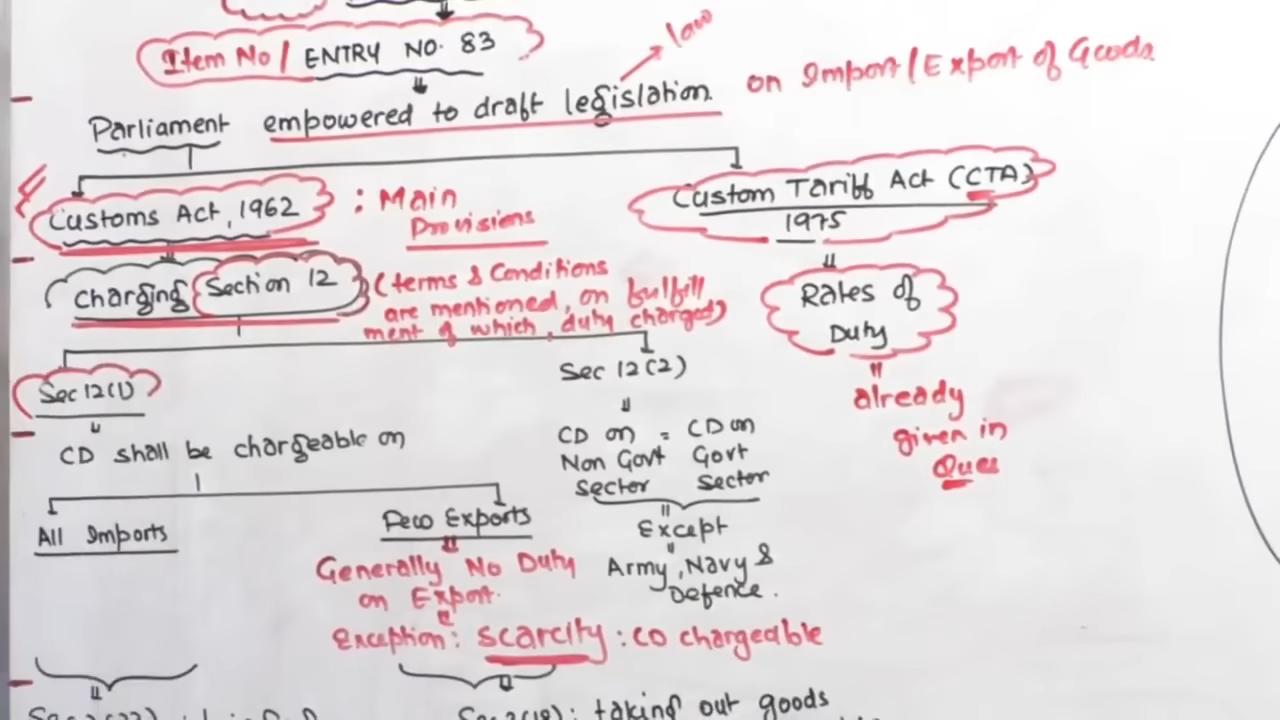 Item No / ENTRY NO. 83
law
Parliament empowered to draft legislation on Import/Export of Goods
Customs Act, 1962 : Main Provisions
Custom Tariff Act (CTA)
1975
Charging Section 12 (terms & Conditions
are mentioned, on fulfill
ment of which, duty charged)
Rates of
Duty
already
given in
Ques
Sec 12(1)
CD shall be chargeable on
All Imports
Few Exports
Generally No Duty
on Export.
Exception: scarcity: CD chargeable
Sec 12(2)
CD on = CD on
Non Govt Govt
Sector Sector
Except
Army, Navy &
Defence.
taking out goods